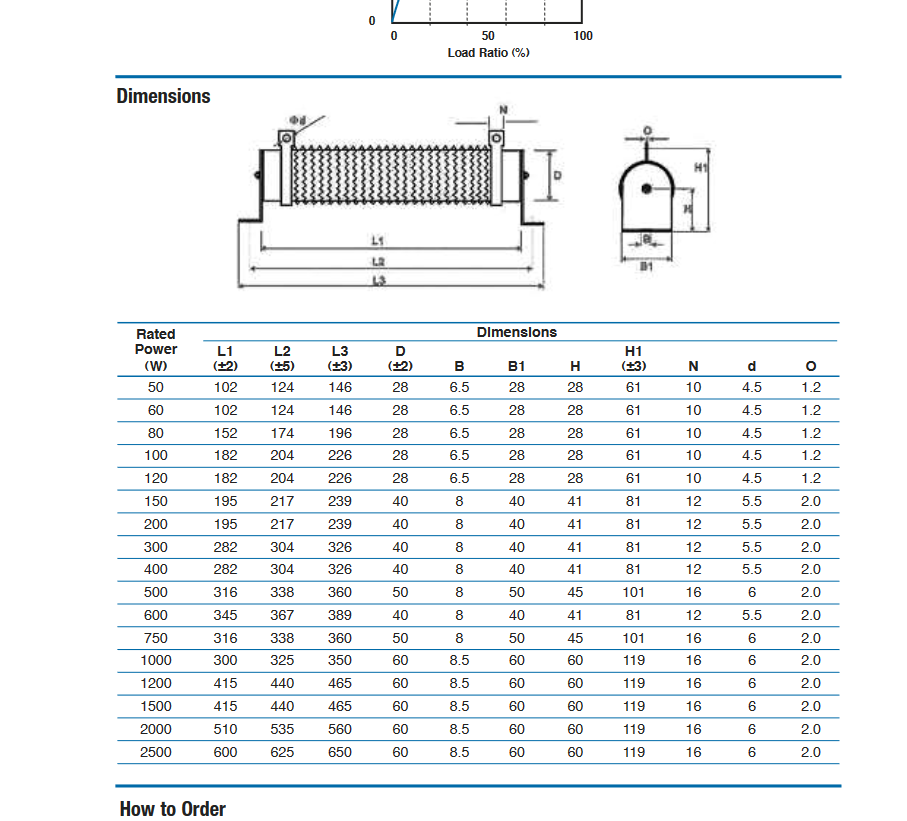 0
0 50 100
Load Ratio (%)
Dimensions
Φd
N
D
L1
L2
L3
O
H1
H
B
B1
Rated Power (W)
Dimensions
L1 (±2) L2 (±5) L3 (±3) D (±2) B B1 H H1 (±3) N d O
50 102 124 146 28 6.5 28 28 61 10 4.5 1.2
60 102 124 146 28 6.5 28 28 61 10 4.5 1.2
80 152 174 196 28 6.5 28 28 61 10 4.5 1.2
100 182 204 226 28 6.5 28 28 61 10 4.5 1.2
120 182 204 226 28 6.5 28 28 61 10 4.5 1.2
150 195 217 239 40 8 40 41 81 12 5.5 2.0
200 195 217 239 40 8 40 41 81 12 5.5 2.0
300 282 304 326 40 8 40 41 81 12 5.5 2.0
400 282 304 326 40 8 40 41 81 12 5.5 2.0
500 316 338 360 50 8 50 45 101 16 6 2.0
600 345 367 389 40 8 40 41 81 12 5.5 2.0
750 316 338 360 50 8 50 45 101 16 6 2.0
1000 300 325 350 60 8.5 60 60 119 16 6 2.0
1200 415 440 465 60 8.5 60 60 119 16 6 2.0
1500 415 440 465 60 8.5 60 60 119 16 6 2.0
2000 510 535 560 60 8.5 60 60 119 16 6 2.0
2500 600 625 650 60 8.5 60 60 119 16 6 2.0
How to Order